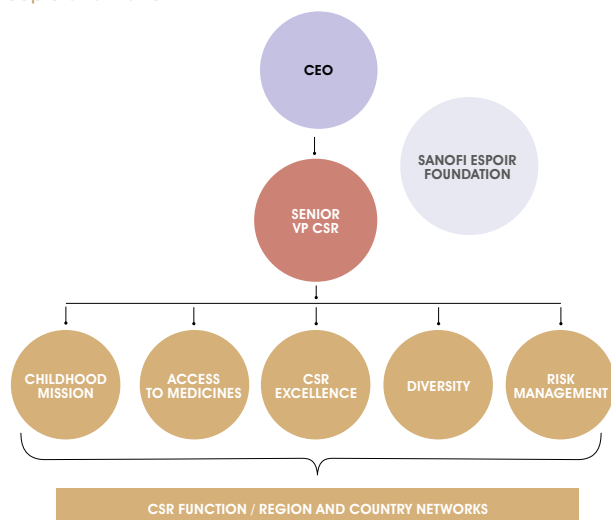 CEO
SANOFI ESPOIR
FOUNDATION
SENIOR
VP CSR
CHILDHOOD
MISSION
ACCESS
TO MEDICINES
CSR
EXCELLENCE
DIVERSITY
RISK
MANAGEMENT
CSR FUNCTION / REGION AND COUNTRY NETWORKS